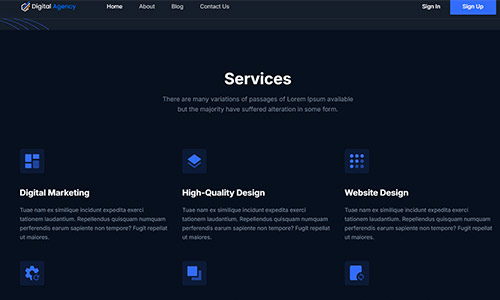 Digital Agency Home About Blog Contact Us Sign In Sign Up
Services
There are many variations of passages of Lorem Ipsum available
but the majority have suffered alteration in some form.
Digital Marketing
Tuae nam ex similique incidunt expedita exerci
tationem laudantium. Repellendus quisquam numquam
perferendis earum sapiente non tempore? Fugit repellat
ut maiores.
High-Quality Design
Tuae nam ex similique incidunt expedita exerci
tationem laudantium. Repellendus quisquam numquam
perferendis earum sapiente non tempore? Fugit repellat
ut maiores.
Website Design
Tuae nam ex similique incidunt expedita exerci
tationem laudantium. Repellendus quisquam numquam
perferendis earum sapiente non tempore? Fugit repellat
ut maiores.